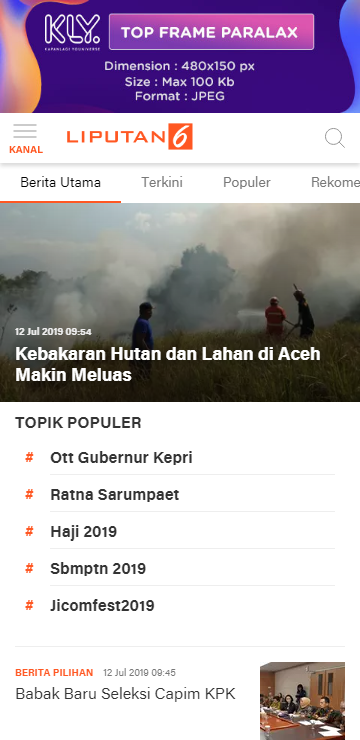 KLY.
KAPANLAGI YOUNIVERSE
TOP FRAME PARALAX
Dimension : 480x150 px
Size : Max 100 Kb
Format : JPEG
KANAL
LIPUTAN6
Berita Utama
Terkini
Populer
Rekome
12 Jul 2019 09:54
Kebakaran Hutan dan Lahan di Aceh
Makin Meluas
TOPIK POPULER
# Ott Gubernur Kepri
# Ratna Sarumpaet
# Haji 2019
# Sbmptn 2019
# Jicomfest2019
BERITA PILIHAN 12 Jul 2019 09:45
Babak Baru Seleksi Capim KPK